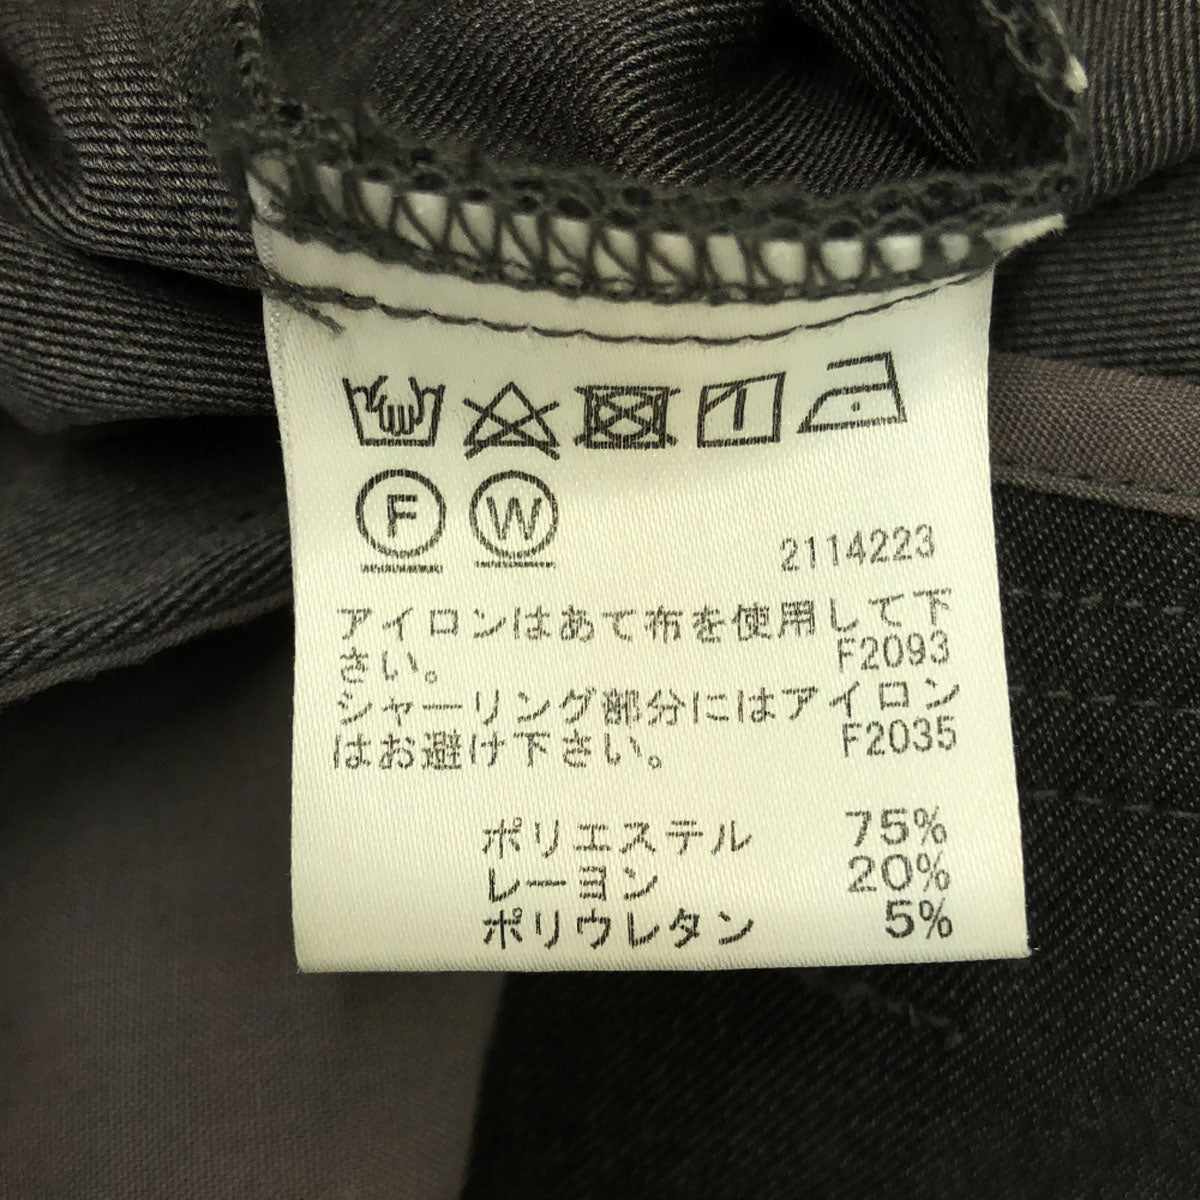 F W
2114223
アイロンはあて布を使用して下
さい。 F2093
シャーリング部分にはアイロン
はお避け下さい。 F2035
ポリエステル 75%
レーヨン 20%
ポリウレタン 5%